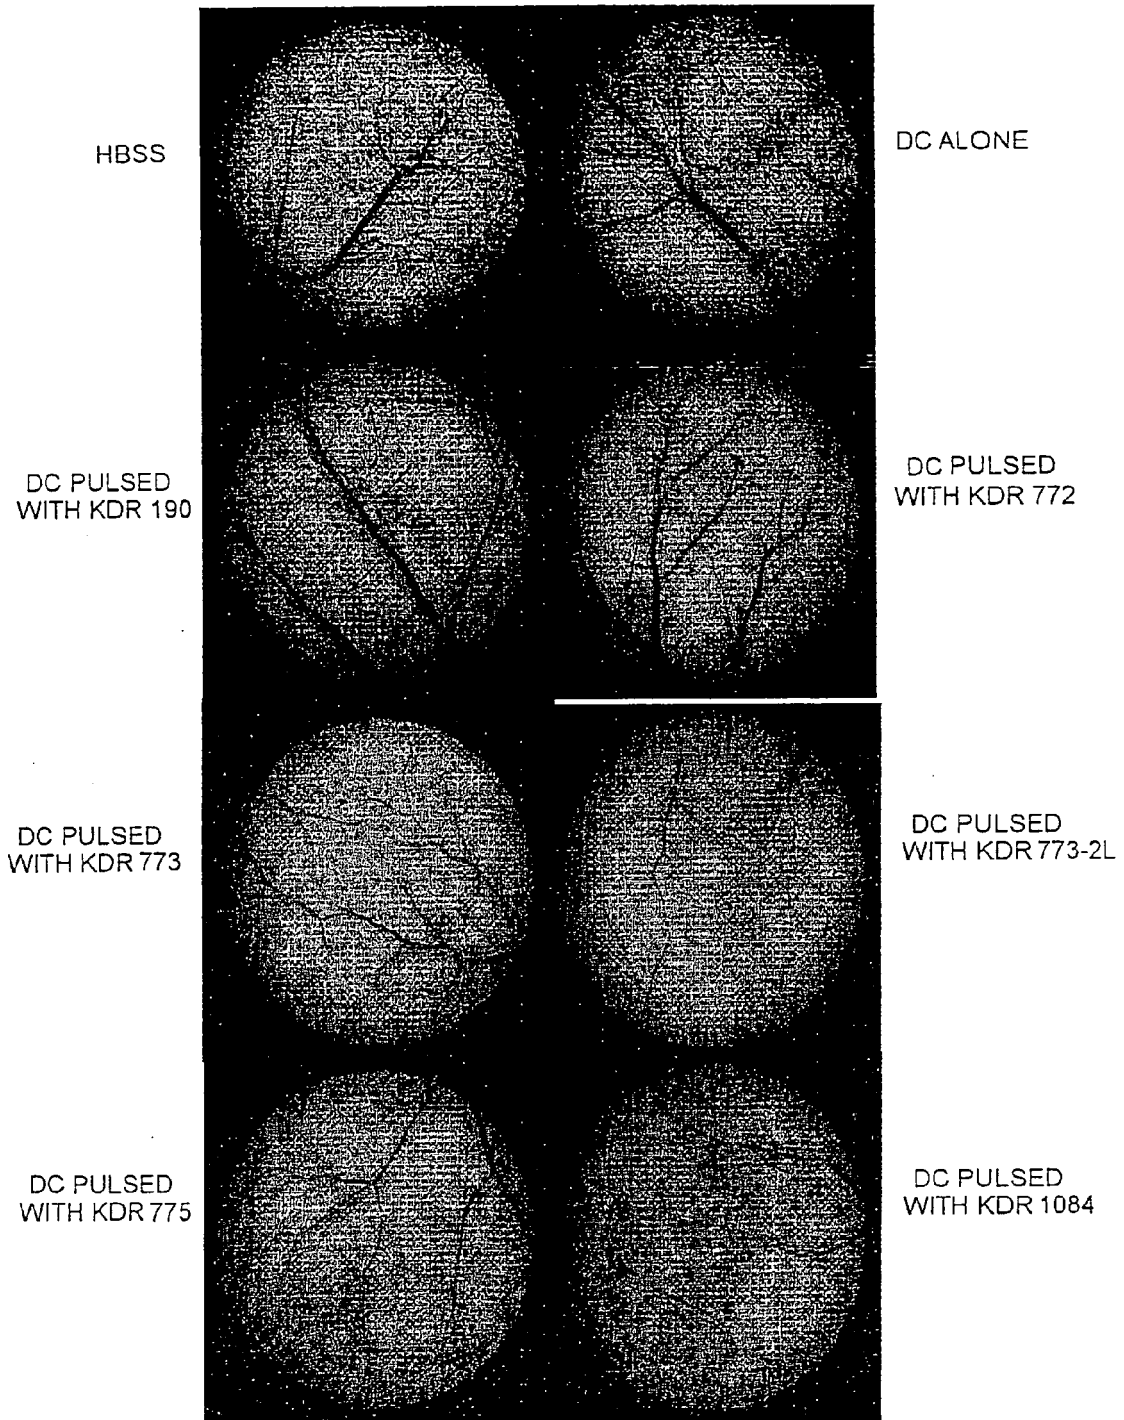 HBSS
DC ALONE
DC PULSED
WITH KDR 190
DC PULSED
WITH KDR 772
DC PULSED
WITH KDR 773
DC PULSED
WITH KDR 773-2L
DC PULSED
WITH KDR 775
DC PULSED
WITH KDR 1084